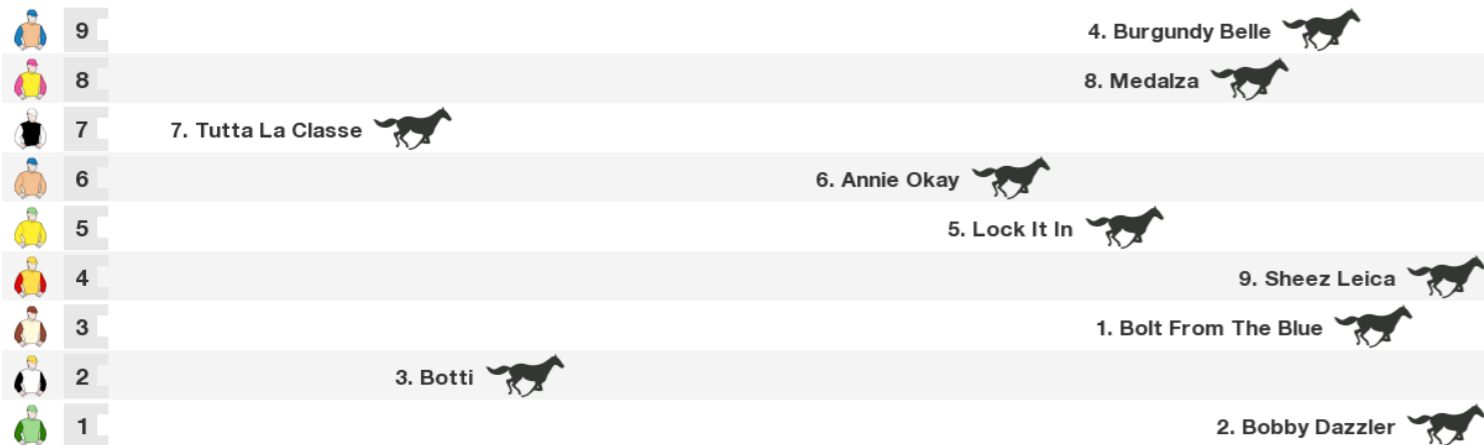 9 4. Burgundy Belle
8 8. Medalza
7 7. Tutta La Classe
6 6. Annie Okay
5 5. Lock It In
4 9. Sheez Leica
3 1. Bolt From The Blue
2 3. Botti
1 2. Bobby Dazzler